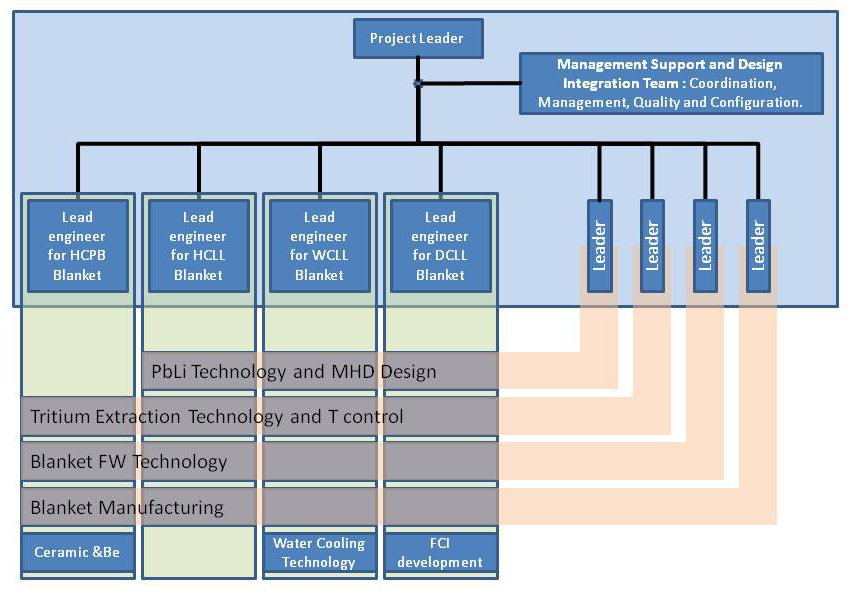 Project Leader
Management Support and Design
Integration Team : Coordination,
Management, Quality and Configuration.
Lead
engineer
for HCPB
Blanket
Lead
engineer
for HCLL
Blanket
Lead
engineer
for WCLL
Blanket
Lead
engineer
for DCLL
Blanket
Leader
Leader
Leader
Leader
PbLi Technology and MHD Design
Tritium Extraction Technology and T control
Blanket FW Technology
Blanket Manufacturing
Ceramic &Be
Water Cooling
Technology
FCI
development